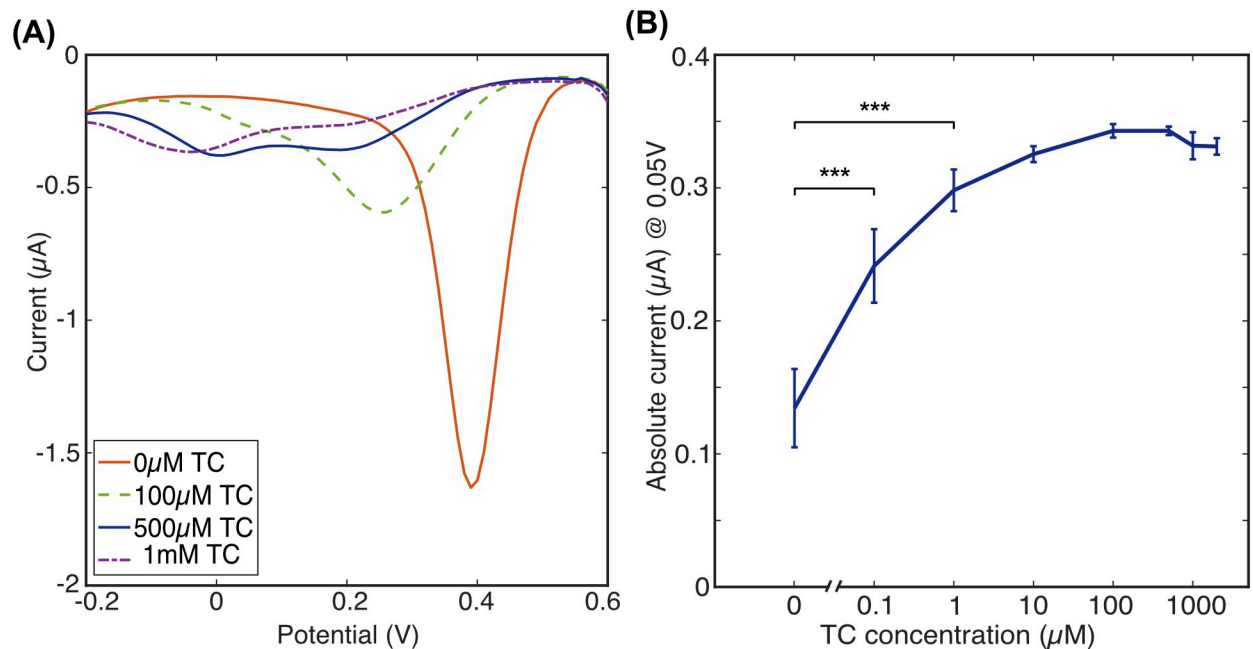 (A)
0
-0.5
-1
-1.5
-2
Current (µA)
-0.2
0
0.2
0.4
0.6
Potential (V)
0µM TC
100µM TC
500µM TC
1mM TC
(B)
0.4
0.3
0.2
0.1
0
Absolute current (µA) @ 0.05V
***
***
0
//
0.1
1
10
100
1000
TC concentration (µM)